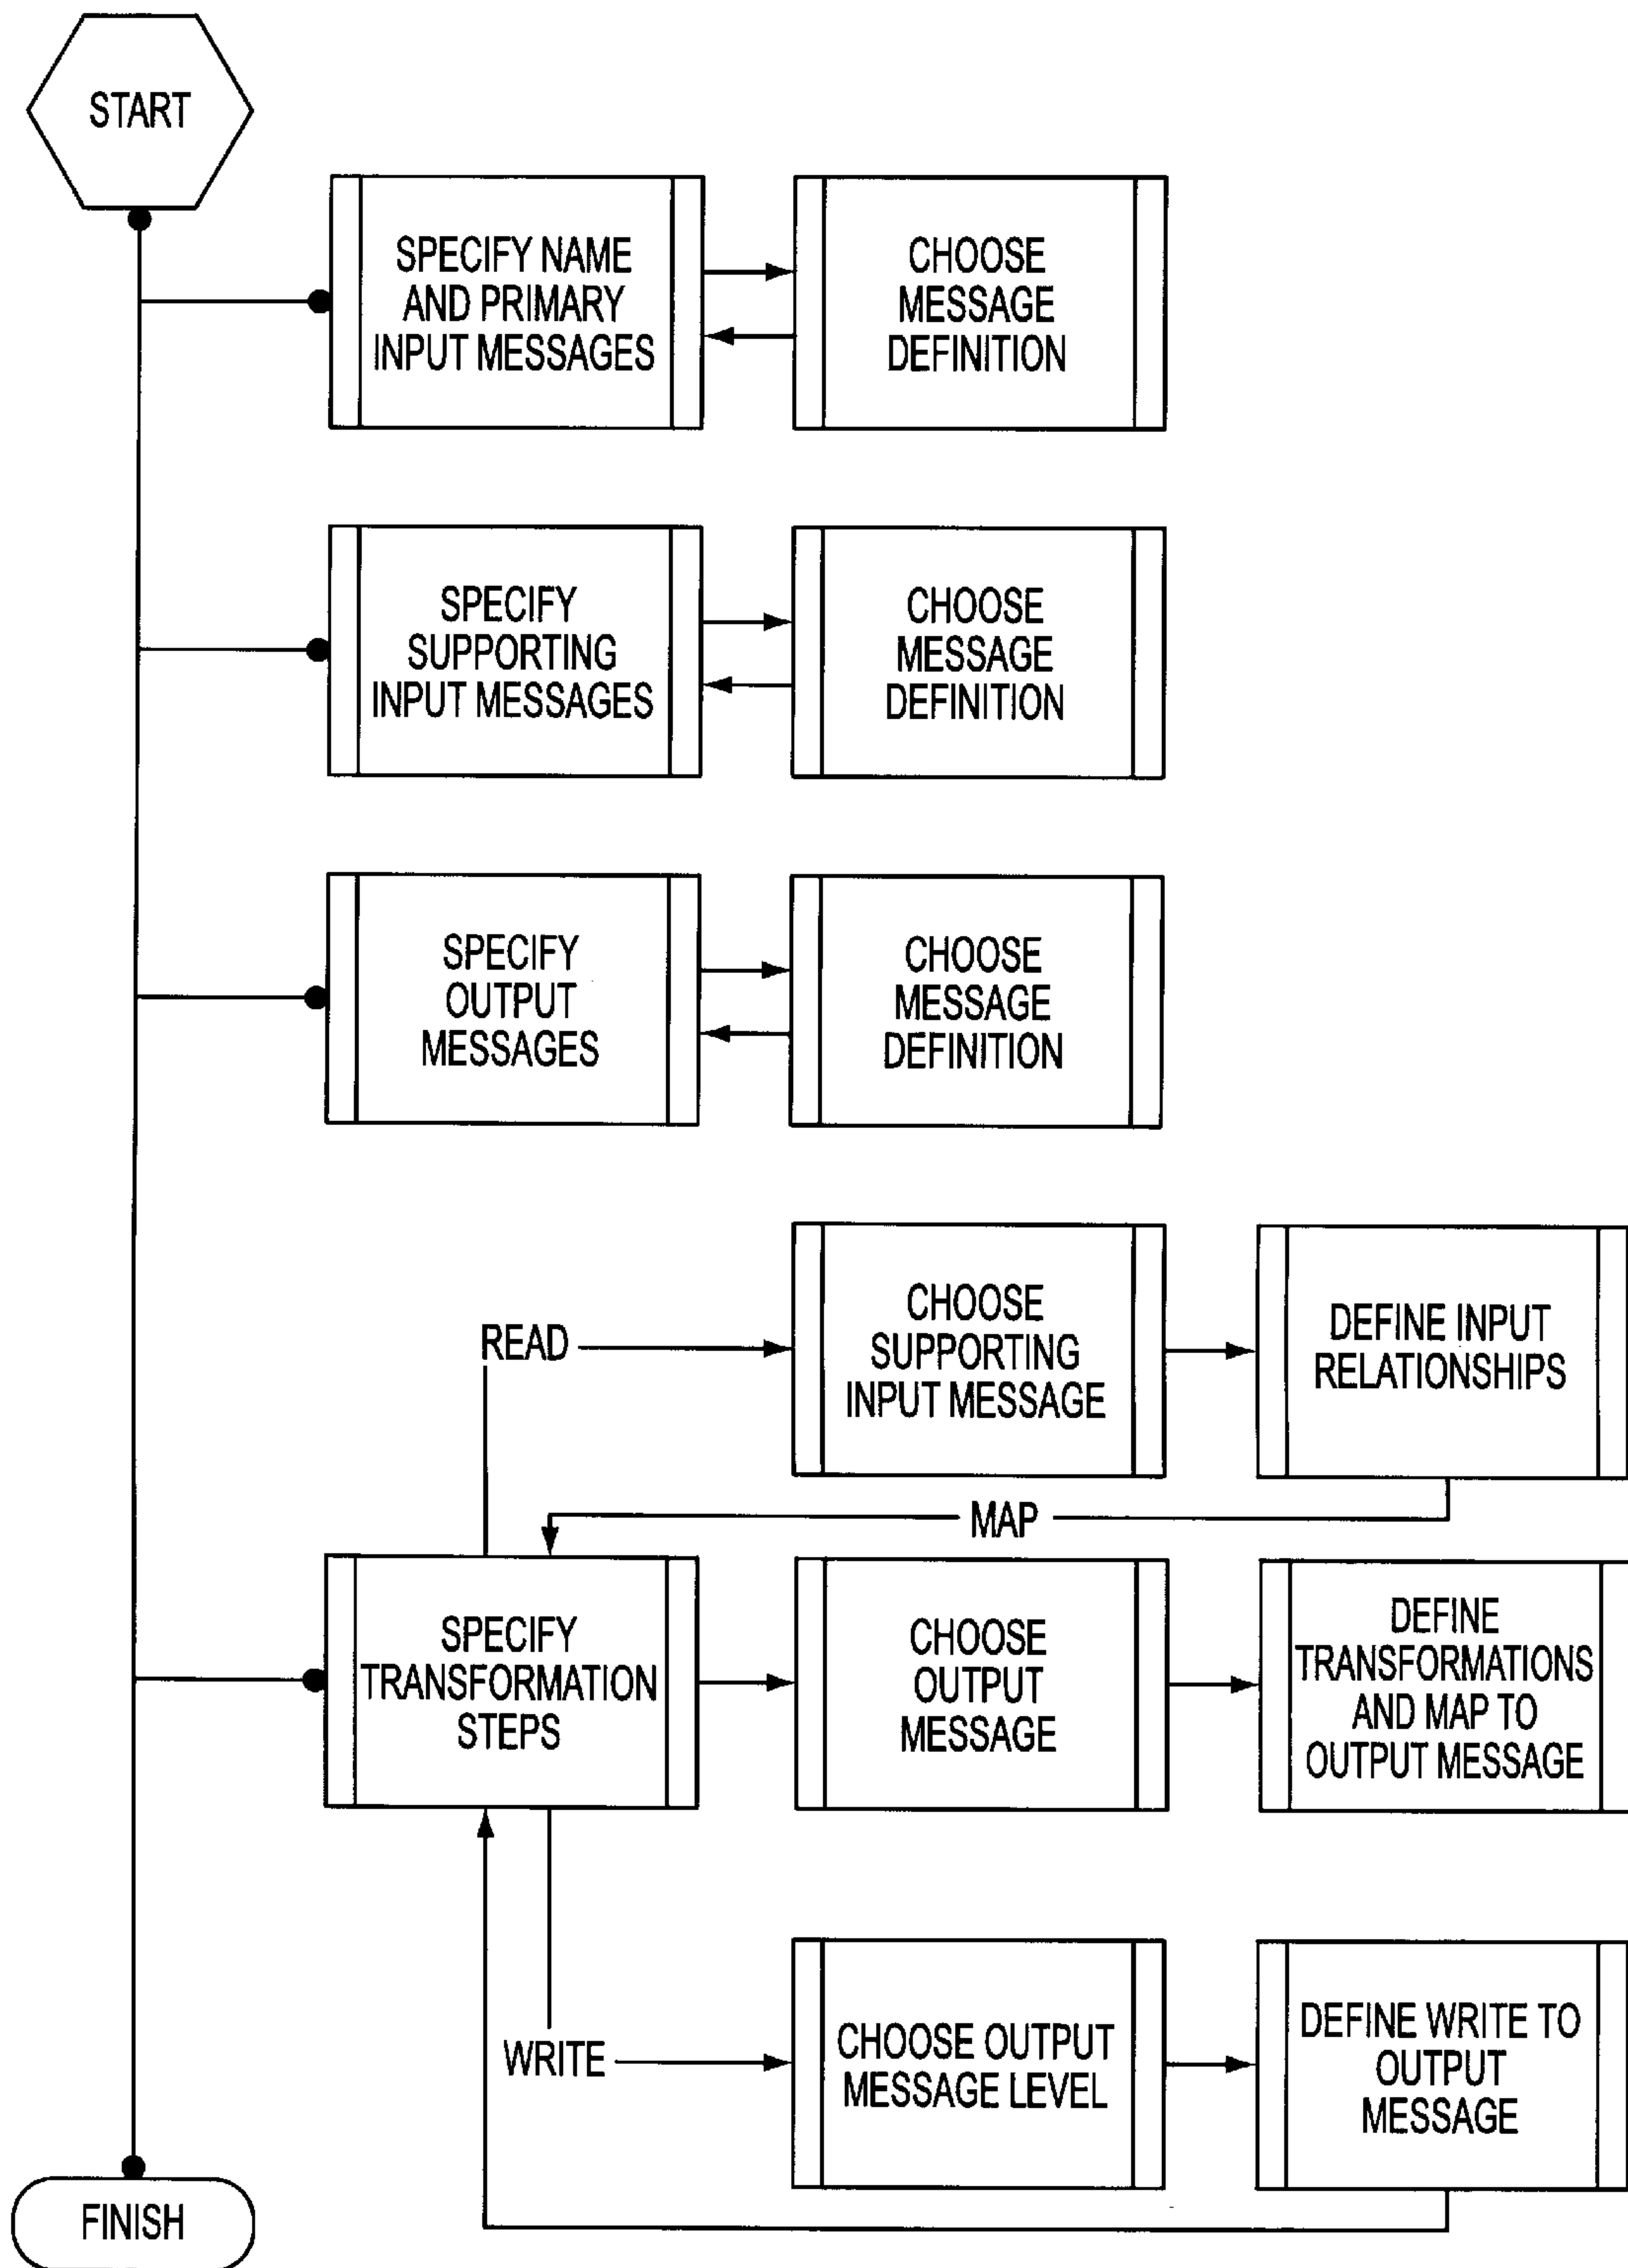 START
SPECIFY NAME
AND PRIMARY
INPUT MESSAGES
CHOOSE
MESSAGE
DEFINITION
SPECIFY
SUPPORTING
INPUT MESSAGES
CHOOSE
MESSAGE
DEFINITION
SPECIFY
OUTPUT
MESSAGES
CHOOSE
MESSAGE
DEFINITION
READ
CHOOSE
SUPPORTING
INPUT MESSAGE
DEFINE INPUT
RELATIONSHIPS
MAP
SPECIFY
TRANSFORMATION
STEPS
CHOOSE
OUTPUT
MESSAGE
DEFINE
TRANSFORMATIONS
AND MAP TO
OUTPUT MESSAGE
WRITE
CHOOSE OUTPUT
MESSAGE LEVEL
DEFINE WRITE TO
OUTPUT
MESSAGE
FINISH